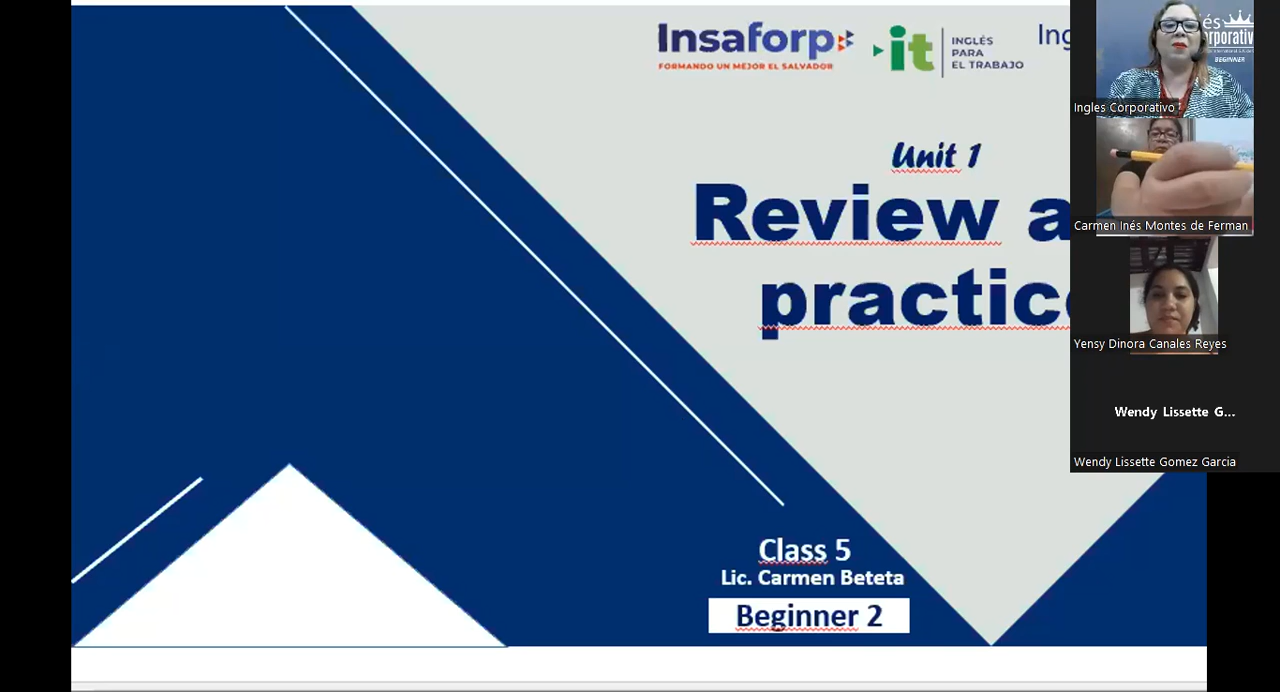 Insaforp
FORMANDO UN MEJOR EL SALVADOR
it
INGLÉS
PARA
EL TRABAJO
Unit 1
Review
Class 5
Lic. Carmen Beteta
Beginner 2
BEGINNER
Ingles Corporativo
Carmen Inés Montes de Ferman
Yensy Dinora Canales Reyes
Wendy Lissette G...
Wendy Lissette Gomez Garcia